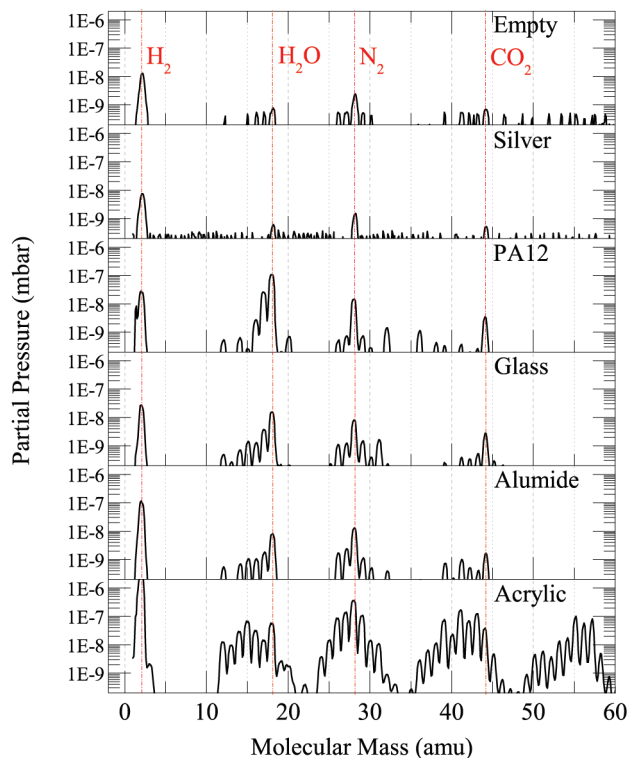 Empty
1E-6
1E-7
1E-8
1E-9
H₂
H₂O
N₂
CO₂
Silver
1E-6
1E-7
1E-8
1E-9
PA12
1E-6
1E-7
1E-8
1E-9
Glass
1E-6
1E-7
1E-8
1E-9
Alumide
1E-6
1E-7
1E-8
1E-9
Acrylic
1E-6
1E-7
1E-8
1E-9
Partial Pressure (mbar)
0 10 20 30 40 50 60
Molecular Mass (amu)